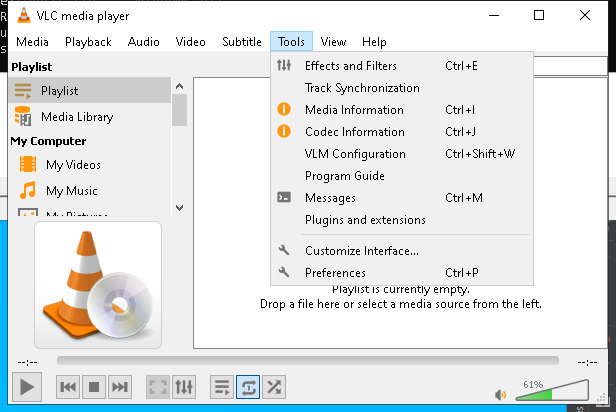 VLC media player
Media Playback Audio Video Subtitle Tools View Help
Playlist
Playlist
Media Library
My Computer
My Videos
My Music
My Pictures
Effects and Filters Ctrl+E
Track Synchronization
Media Information Ctrl+I
Codec Information Ctrl+J
VLM Configuration Ctrl+Shift+W
Program Guide
Messages Ctrl+M
Plugins and extensions
Customize Interface...
Preferences Ctrl+P
Playlist is currently empty.
Drop a file here or select a media source from the left.
--:-- --:--
61%